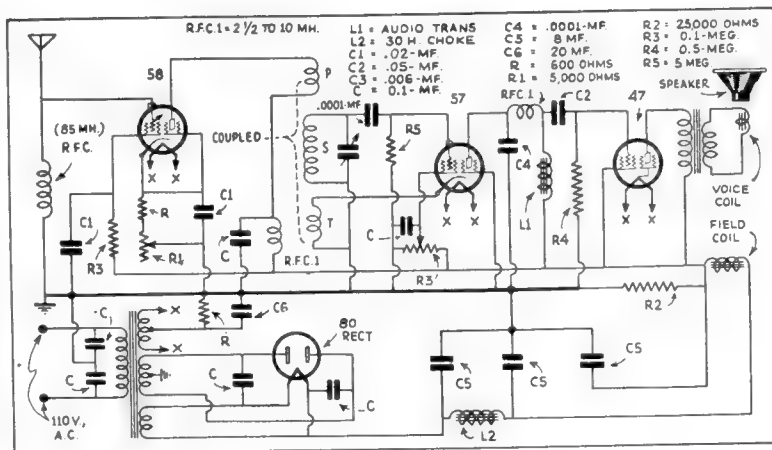 R.F.C.1 = 2 1/2 TO 10 MH.
L1 = AUDIO TRANS
L2 = 30 H. CHOKE
C1 = .02-MF.
C2 = .05-MF.
C3 = .006-MF.
C = 0.1-MF.
C4 = .0001-MF.
C5 = 8 MF.
C6 = 20 MF.
R = 600 OHMS
R1 = 5,000 OHMS
R2 = 25,000 OHMS
R3 = 0.1-MEG.
R4 = 0.5-MEG.
R5 = 5 MEG.
SPEAKER
58
P
.0001-MF.
57
R.F.C.1
C2
47
(85 MH.)
R.F.C.
COUPLED
S
R5
C4
L1
R4
VOICE
COIL
X X
X X
X X
C1
R3
R
R1
C1
C
R.F.C.1
T
C
R3
FIELD
COIL
R2
C1
C
X
X
R
C6
80
RECT
C
C
C5
C5
C5
L2
110V,
A.C.